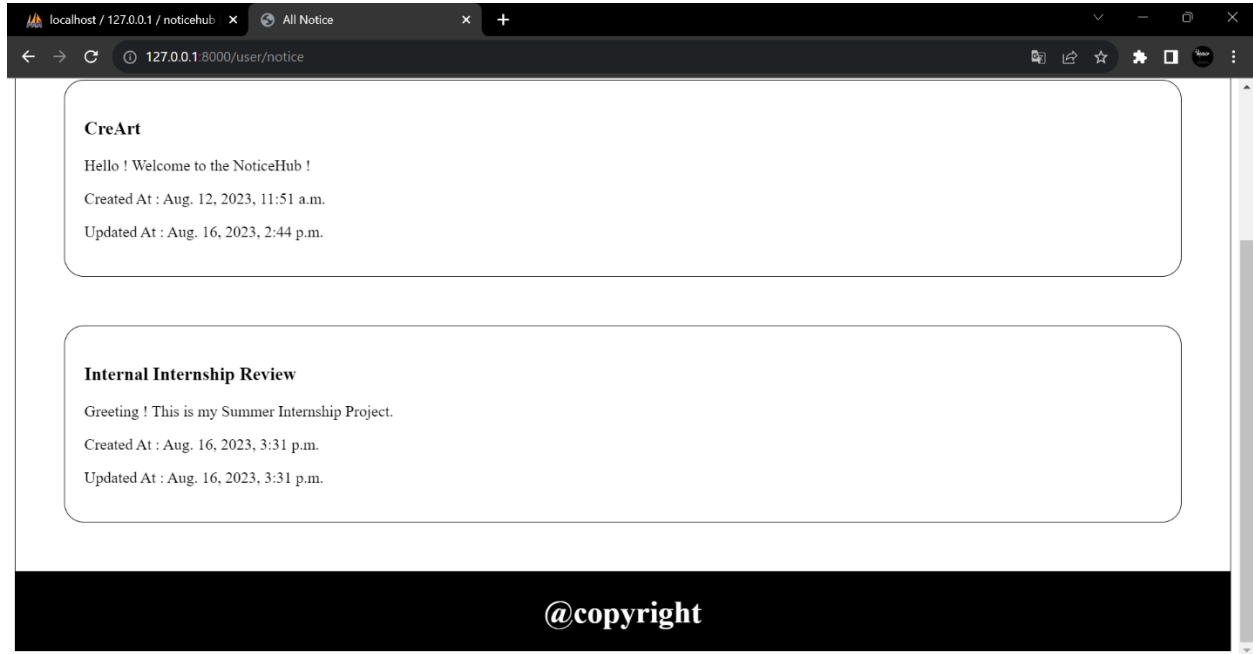 localhost / 127.0.0.1 / noticehub
All Notice
127.0.0.1:8000/user/notice
CreArt
Hello ! Welcome to the NoticeHub !
Created At : Aug. 12, 2023, 11:51 a.m.
Updated At : Aug. 16, 2023, 2:44 p.m.
Internal Internship Review
Greeting ! This is my Summer Internship Project.
Created At : Aug. 16, 2023, 3:31 p.m.
Updated At : Aug. 16, 2023, 3:31 p.m.
@copyright